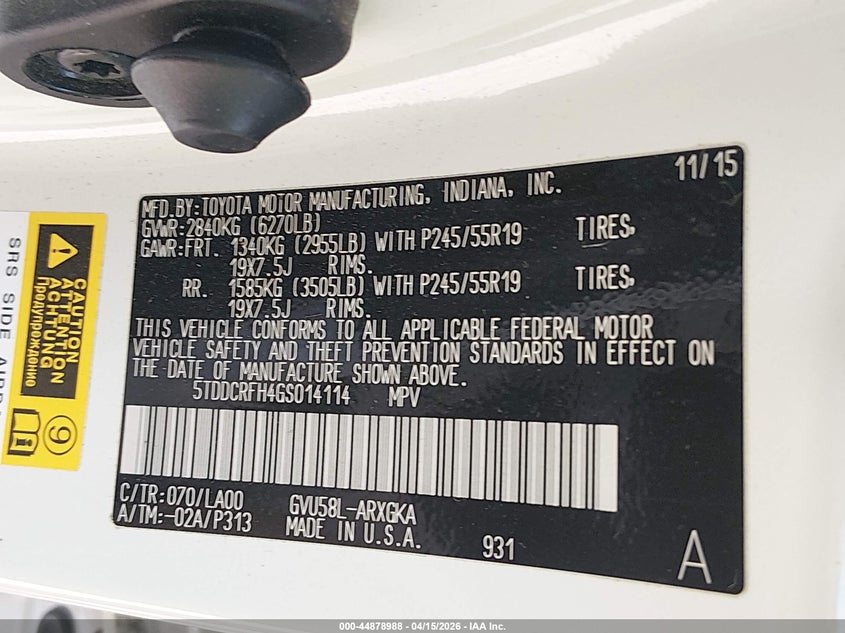 11/15
MFD.BY:TOYOTA MOTOR MANUFACTURING, INDIANA, INC.
GVWR:2840KG (6270LB)
GAWR:FRT. 1340KG (2955LB) WITH P245/55R19 TIRES,
19X7.5J RIMS.
RR. 1585KG (3505LB) WITH P245/55R19 TIRES,
19X7.5J RIMS.
THIS VEHICLE CONFORMS TO ALL APPLICABLE FEDERAL MOTOR
VEHICLE SAFETY AND THEFT PREVENTION STANDARDS IN EFFECT ON
THE DATE OF MANUFACTURE SHOWN ABOVE.
5TDDCRFH4GS014114 MPV
C/TR:070/LA00 GVU58L-ARXGKA
A/TM:-02A/P313 MADE IN U.S.A. 931
A
CAUTION
ATTENTION
ACHTUNG
Предупреждение
9
SRS SIDE
000-44878988 - 04/15/2026 - IAA Inc.